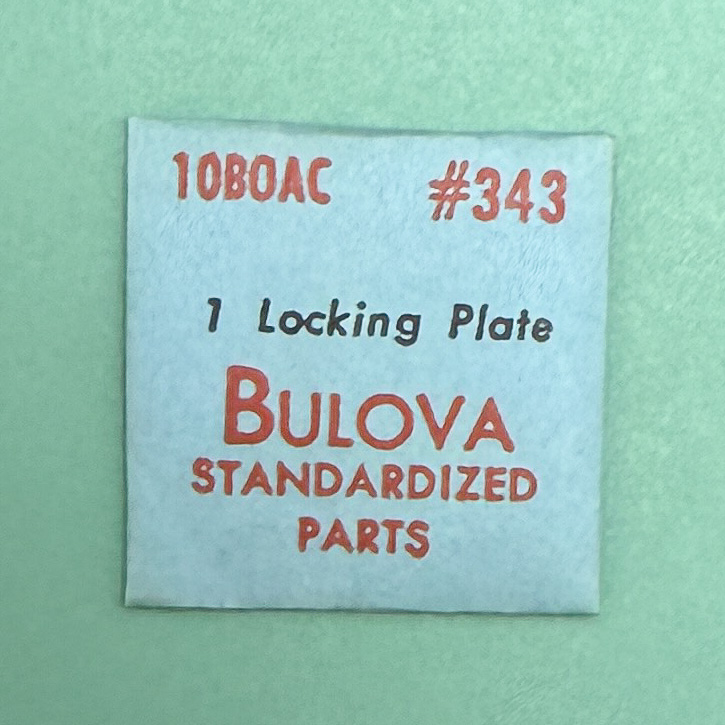 10BOAC #343
1 Locking Plate
BULOVA
STANDARDIZED
PARTS